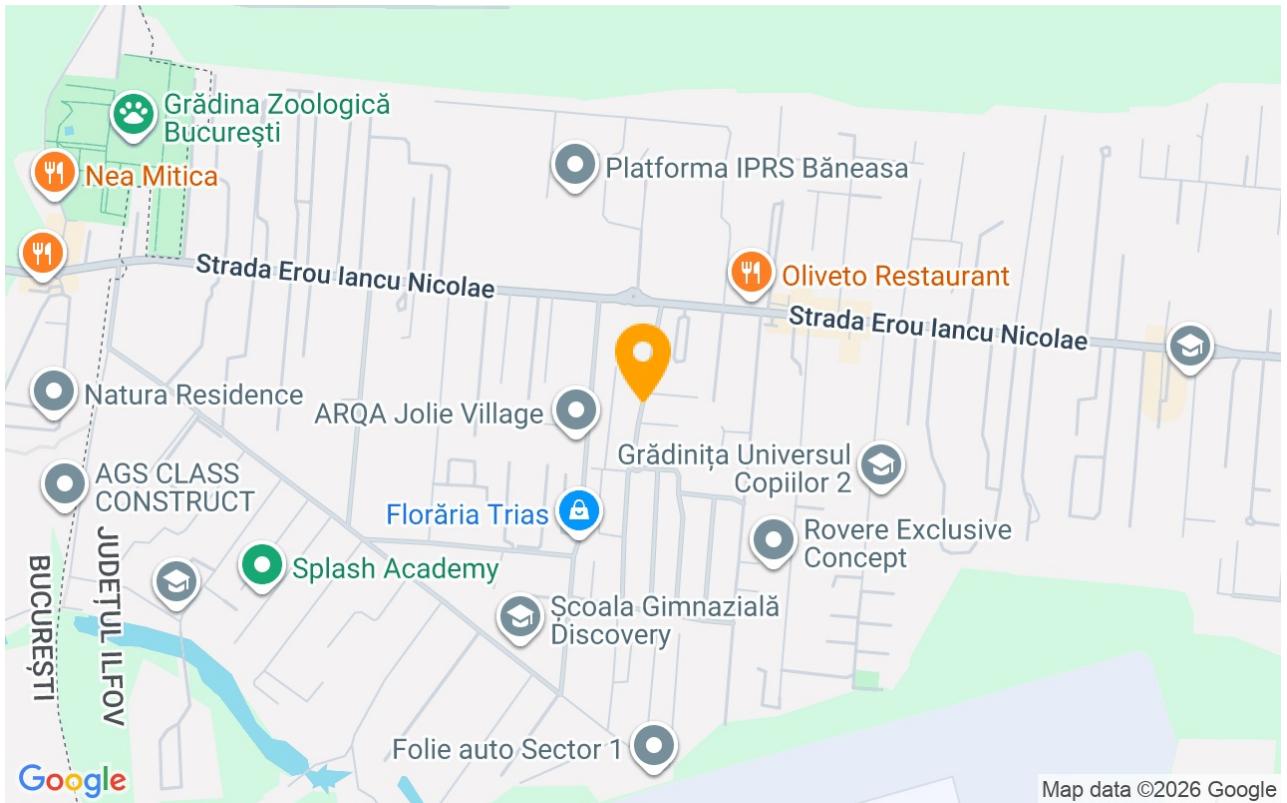 Grădina Zoologică
București
Nea Mitica
Platforma IPRS Băneasa
Strada Erou Iancu Nicolae
Oliveto Restaurant
Strada Erou Iancu Nicolae
Natura Residence
ARQA Jolie Village
AGS CLASS
CONSTRUCT
Grădinița Universul
Copiilor 2
Florăria Trias
Rovere Exclusive
Concept
Splash Academy
Școala Gimnazială
Discovery
JUDEȚUL ILFOV
BUCUREȘTI
Folie auto Sector 1
Google
Map data ©2026 Google